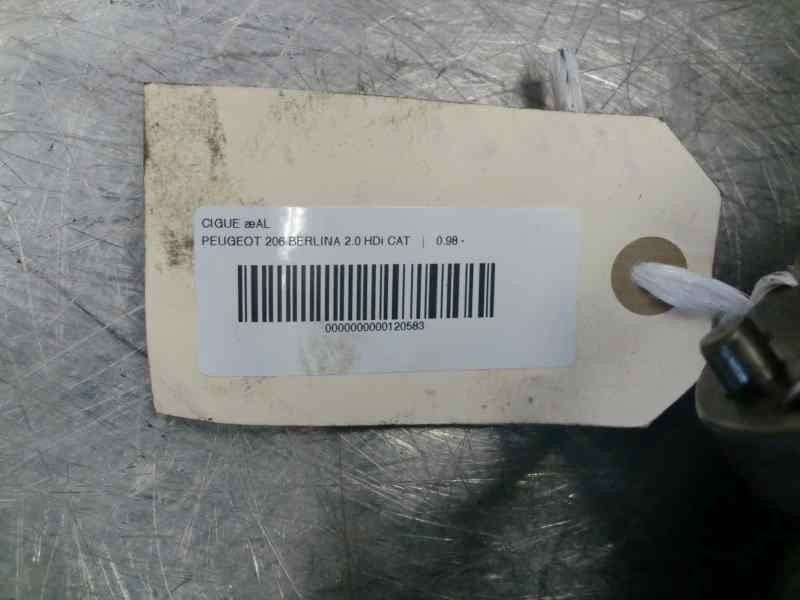 CIGUE æAL
PEUGEOT 206 BERLINA 2.0 HDi CAT | 0.98 -
0000000000120583